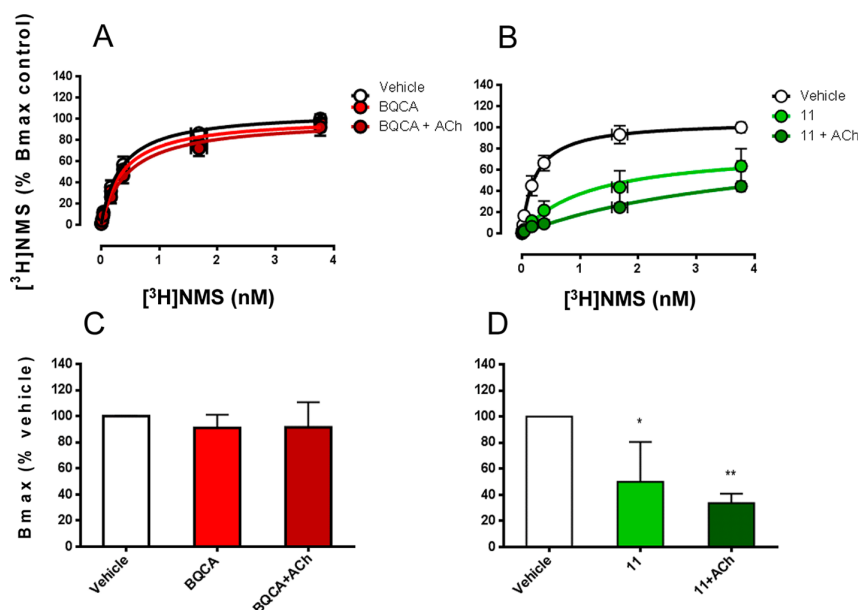 A
B
[³H]NMS (% Bmax control)
140
120
100
80
60
40
20
0
0 1 2 3 4
[³H]NMS (nM)
Vehicle
BQCA
BQCA + ACh
140
120
100
80
60
40
20
0
0 1 2 3 4
[³H]NMS (nM)
Vehicle
11
11 + ACh
C
D
Bmax (% vehicle)
140
120
100
80
60
40
20
0
Vehicle
BQCA
BQCA+ACh
140
120
100
80
60
40
20
0
*
**
Vehicle
11
11+ACh